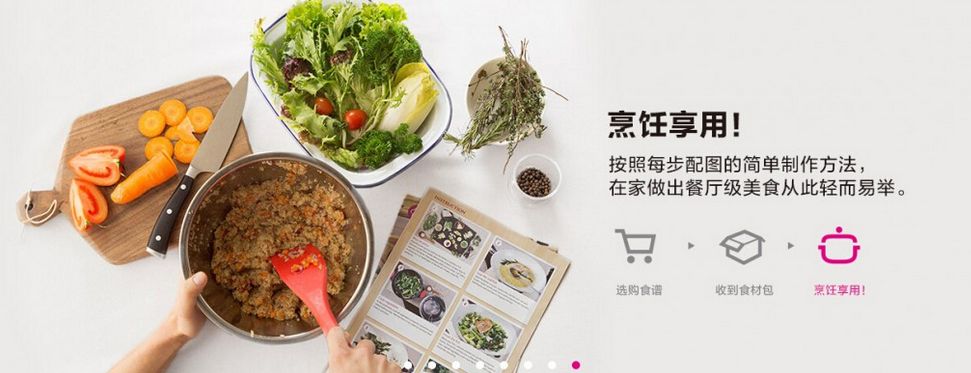 烹饪享用!
按照每步配图的简单制作方法，
在家做出餐厅级美食从此轻而易举。
选购食谱
收到食材包
烹饪享用!
INSTRUCTION